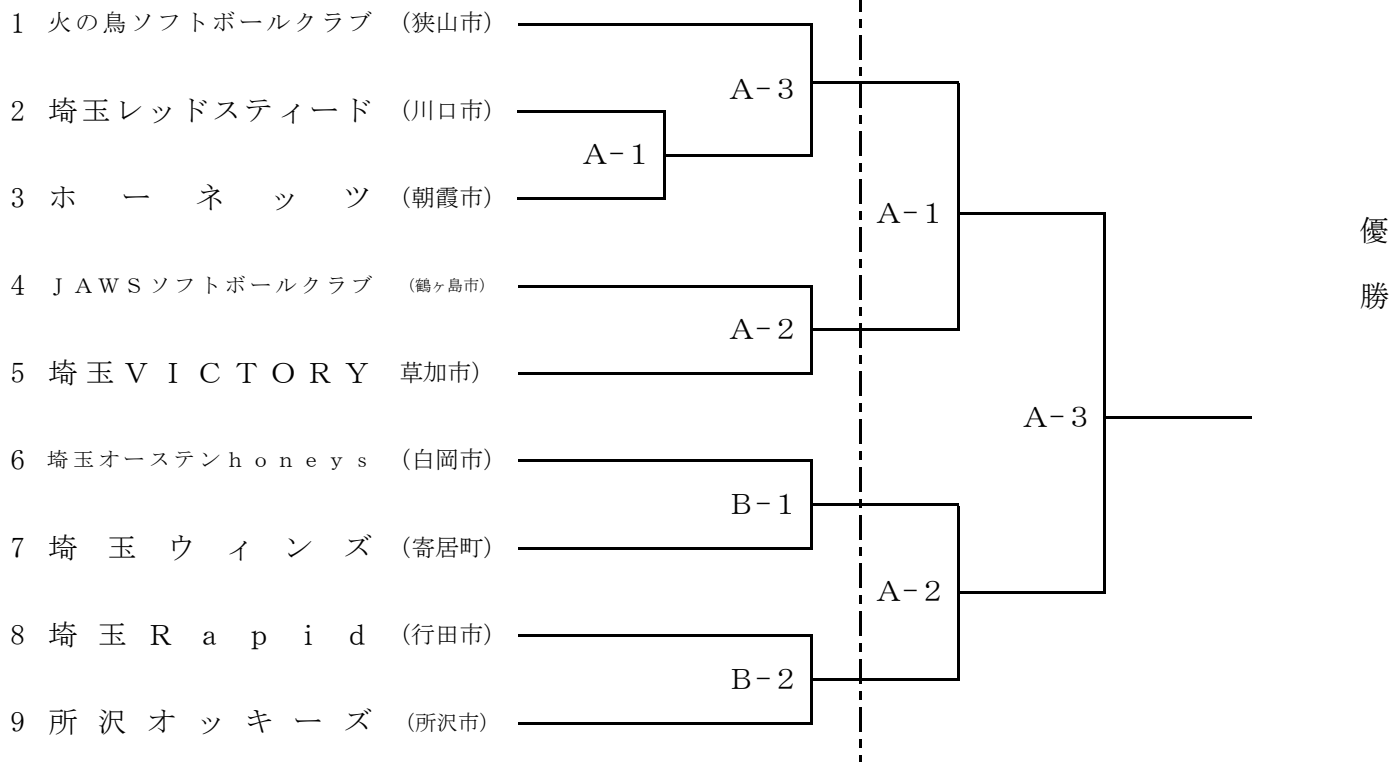 1 火の鳥ソフトボールクラブ (狭山市)
A-3
2 埼玉レッドスティード (川口市)
A-1
3 ホーネッツ (朝霞市)
A-1
優勝
4 JAWSソフトボールクラブ (鶴ヶ島市)
A-2
5 埼玉VICTORY 草加市)
A-3
6 埼玉オーステンhoneys (白岡市)
B-1
7 埼玉ウィンズ (寄居町)
A-2
8 埼玉Rapid (行田市)
B-2
9 所沢オッキーズ (所沢市)